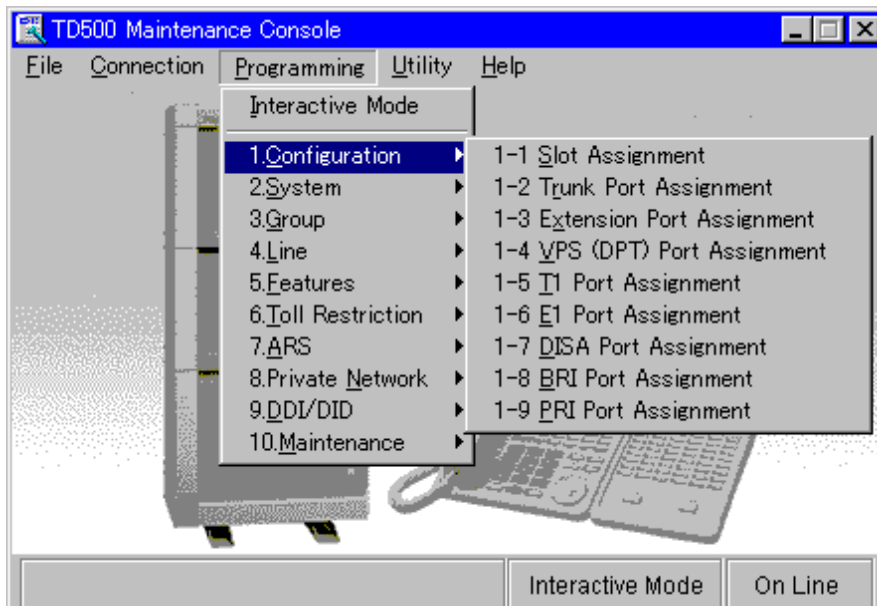 TD500 Maintenance Console
File Connection Programming Utility Help
Interactive Mode
1.Configuration
2.System
3.Group
4.Line
5.Features
6.Toll Restriction
7.ARS
8.Private Network
9.DDI/DID
10.Maintenance
1-1 Slot Assignment
1-2 Trunk Port Assignment
1-3 Extension Port Assignment
1-4 VPS (DPT) Port Assignment
1-5 T1 Port Assignment
1-6 E1 Port Assignment
1-7 DISA Port Assignment
1-8 BRI Port Assignment
1-9 PRI Port Assignment
Interactive Mode On Line